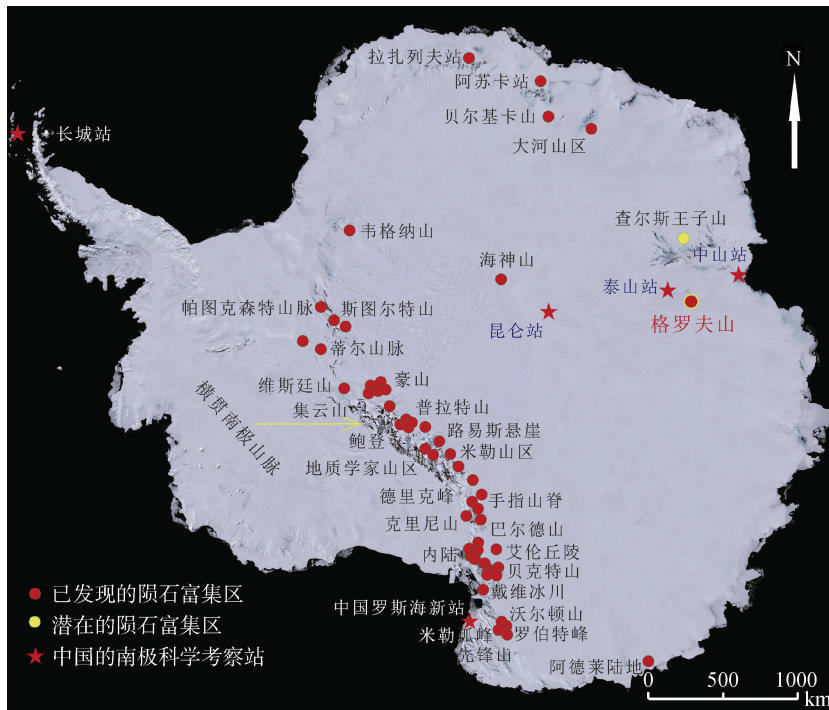 拉扎列夫站
N
阿苏卡站
贝尔基卡山
长城站
大河山区
查尔斯王子山
韦格纳山
中山站
海神山
泰山站
帕图克森特山脉
斯图尔特山
格罗夫山
昆仑站
蒂尔山脉
维斯廷山
豪山
横贯南极山脉
集云山
普拉特山
鲍登
路易斯悬崖
米勒山区
地质学家山区
德里克峰
手指山脊
克里尼山
巴尔德山
内陆
艾伦丘陵
贝克特山
已发现的陨石富集区
戴维冰川
中国罗斯海新站
沃尔顿山
潜在的陨石富集区
米勒孤峰
罗伯特峰
中国的南极科学考察站
先锋山
阿德莱陆地
0 500 1000
km